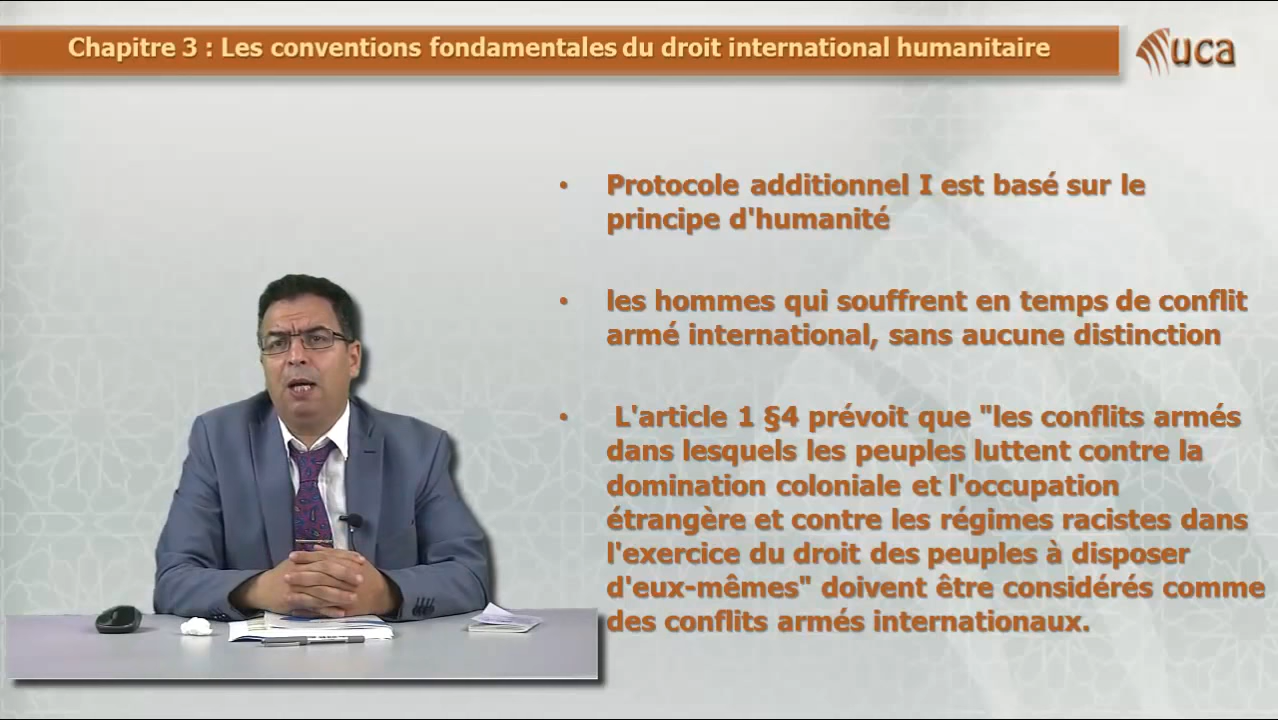 Chapitre 3 : Les conventions fondamentales du droit international humanitaire
uca
• Protocole additionnel I est basé sur le
principe d'humanité
• les hommes qui souffrent en temps de conflit
armé international, sans aucune distinction
• L'article 1 §4 prévoit que "les conflits armés
dans lesquels les peuples luttent contre la
domination coloniale et l'occupation
étrangère et contre les régimes racistes dans
l'exercice du droit des peuples à disposer
d'eux-mêmes" doivent être considérés comme
des conflits armés internationaux.